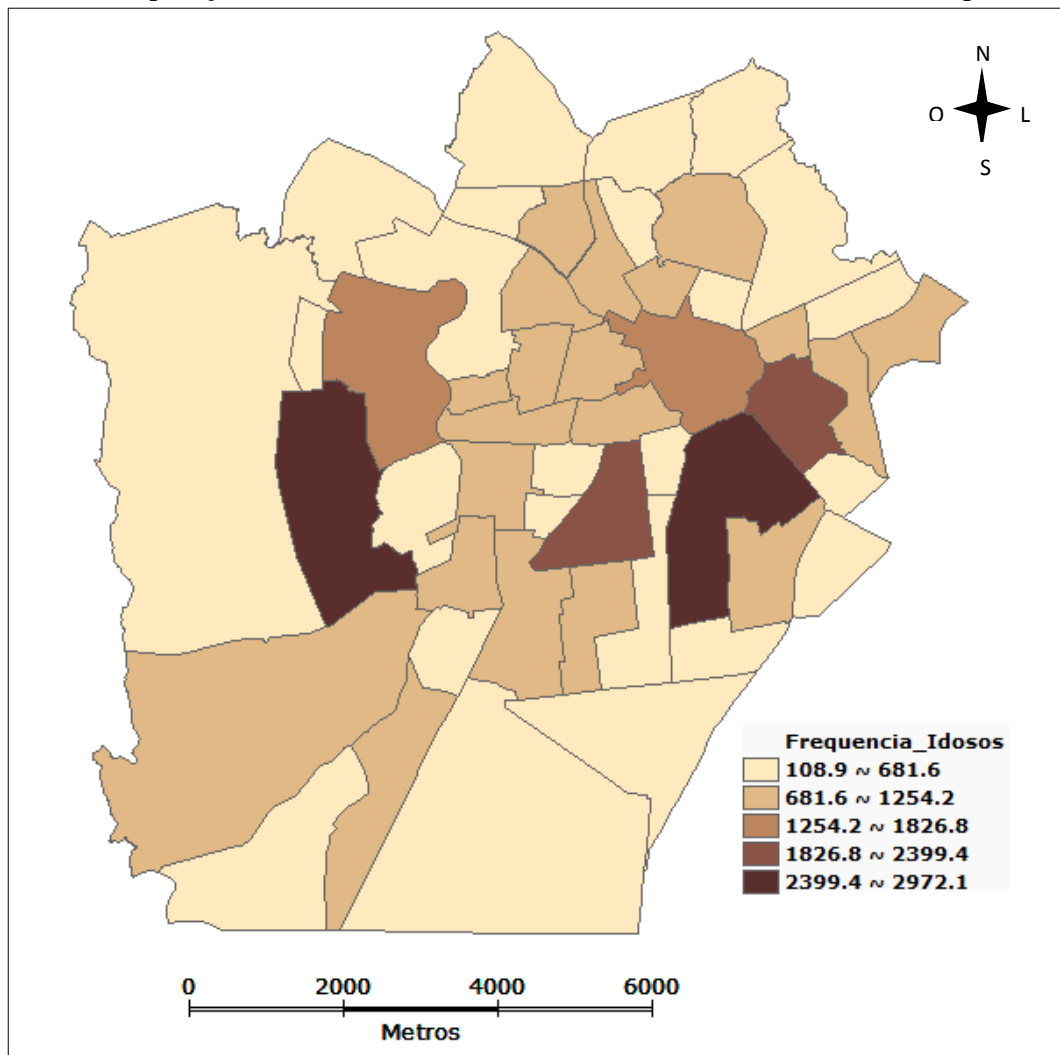 N
O L
S
Frequencia_Idosos
108.9 ~ 681.6
681.6 ~ 1254.2
1254.2 ~ 1826.8
1826.8 ~ 2399.4
2399.4 ~ 2972.1
0 2000 4000 6000
Metros